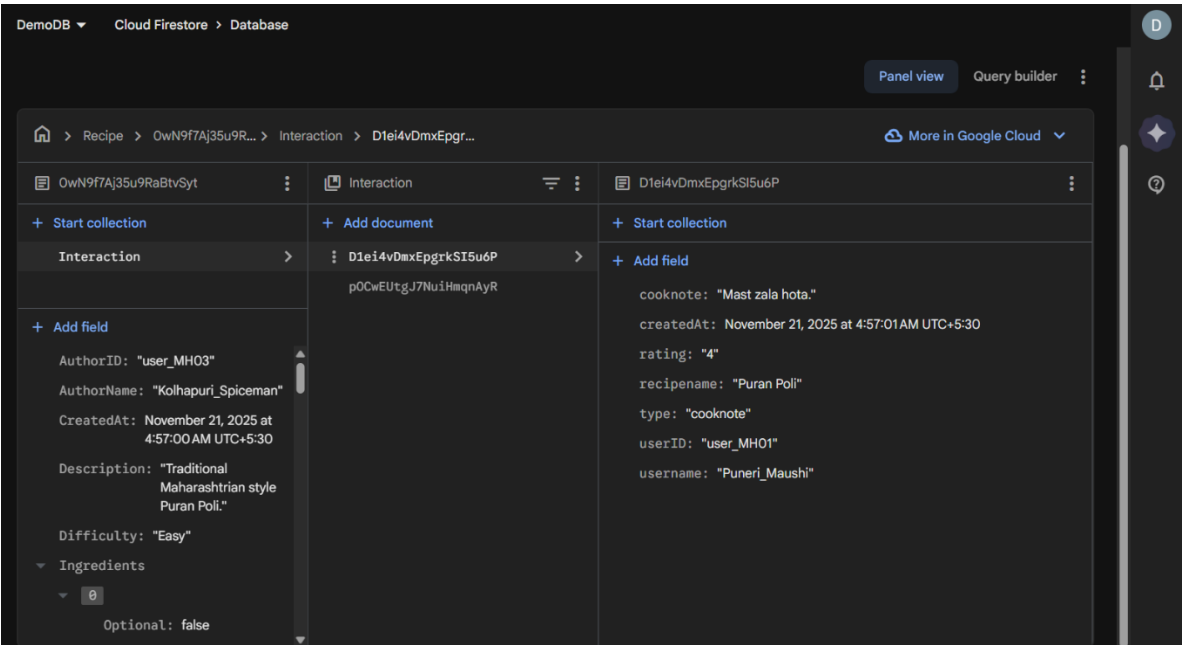 DemoDB
Cloud Firestore > Database
D
Panel view
Query builder
> Recipe > 0wN9f7Aj35u9R... > Interaction > D1ei4vDmxEpgr...
More in Google Cloud
0wN9f7Aj35u9RaBtvSyt
+ Start collection
Interaction
+ Add field
AuthorID: "user_MH03"
AuthorName: "Kolhapuri_Spiceman"
CreatedAt: November 21, 2025 at
4:57:00 AM UTC+5:30
Description: "Traditional
Maharashtrian style
Puran Poli."
Difficulty: "Easy"
Ingredients
0
Optional: false
Interaction
+ Add document
D1ei4vDmxEpgrkSI5u6P
pOCwEUtgJ7NuiHmqnAyR
D1ei4vDmxEpgrkSI5u6P
+ Start collection
+ Add field
cooknote: "Mast zala hota."
createdAt: November 21, 2025 at 4:57:01 AM UTC+5:30
rating: "4"
recipename: "Puran Poli"
type: "cooknote"
userID: "user_MH01"
username: "Puneri_Maushi"